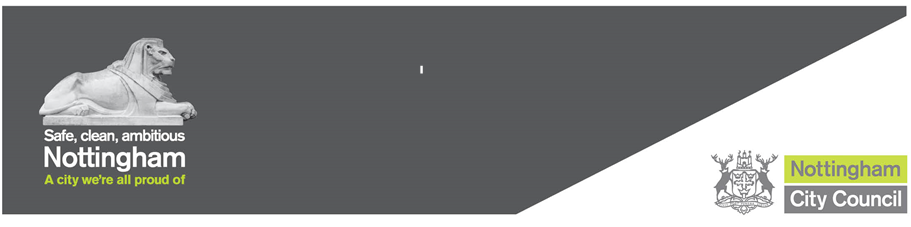 Safe, clean, ambitious
Nottingham
A city we're all proud of
Nottingham
City Council